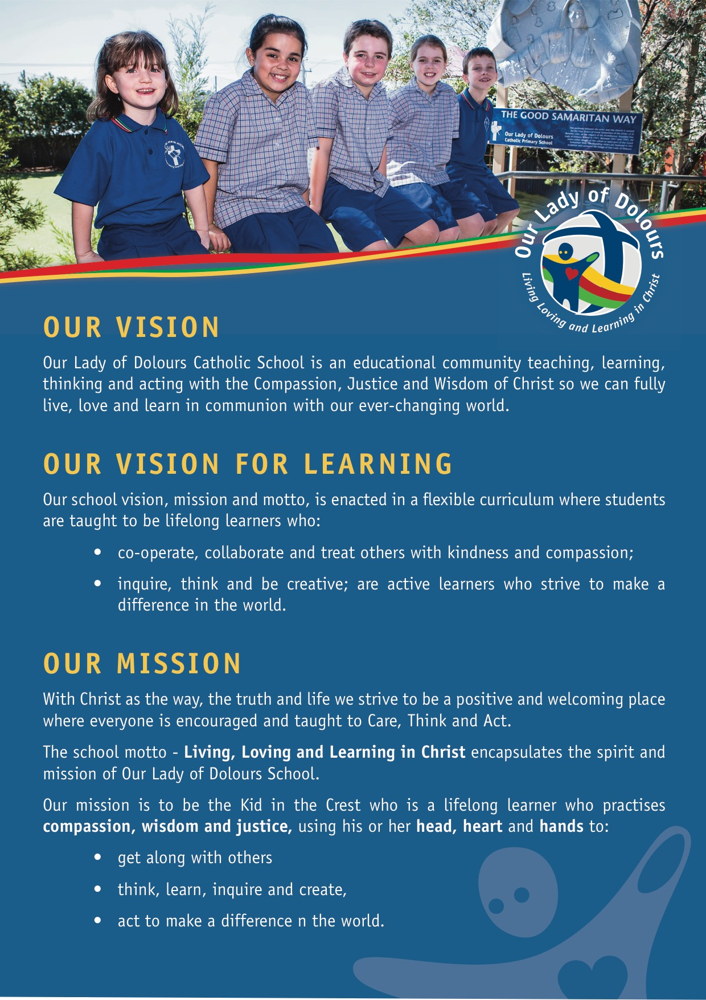 THE GOOD SAMARITAN WAY
Our Lady of Dolours
Catholic Primary School
Our Lady of Dolours
Living Loving and Learning in Christ
OUR VISION
Our Lady of Dolours Catholic School is an educational community teaching, learning,
thinking and acting with the Compassion, Justice and Wisdom of Christ so we can fully
live, love and learn in communion with our ever-changing world.
OUR VISION FOR LEARNING
Our school vision, mission and motto, is enacted in a flexible curriculum where students
are taught to be lifelong learners who:
• co-operate, collaborate and treat others with kindness and compassion;
• inquire, think and be creative; are active learners who strive to make a
difference in the world.
OUR MISSION
With Christ as the way, the truth and life we strive to be a positive and welcoming place
where everyone is encouraged and taught to Care, Think and Act.
The school motto - Living, Loving and Learning in Christ encapsulates the spirit and
mission of Our Lady of Dolours School.
Our mission is to be the Kid in the Crest who is a lifelong learner who practises
compassion, wisdom and justice, using his or her head, heart and hands to:
• get along with others
• think, learn, inquire and create,
• act to make a difference n the world.